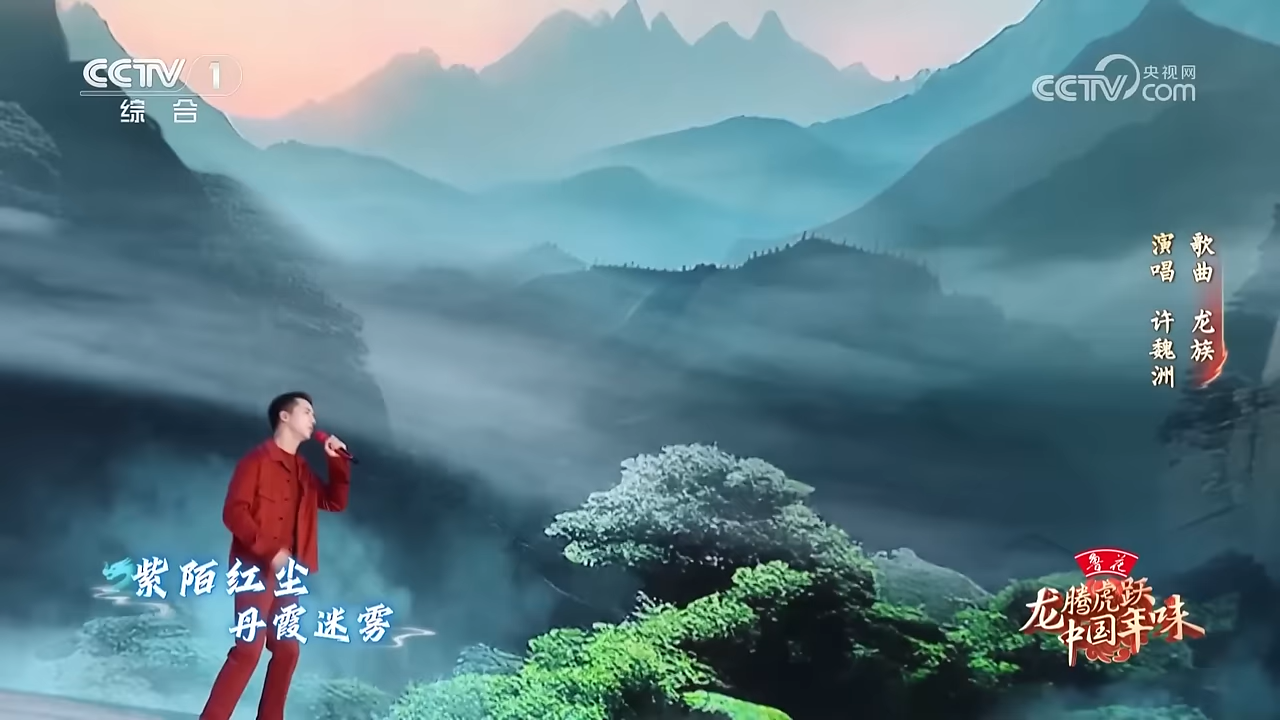 CCTV 1
综合
CCTV 央视网
com
歌曲 龙族
演唱 许魏洲
紫陌红尘
丹霞迷雾
鲁花
龙腾虎跃
中国年味